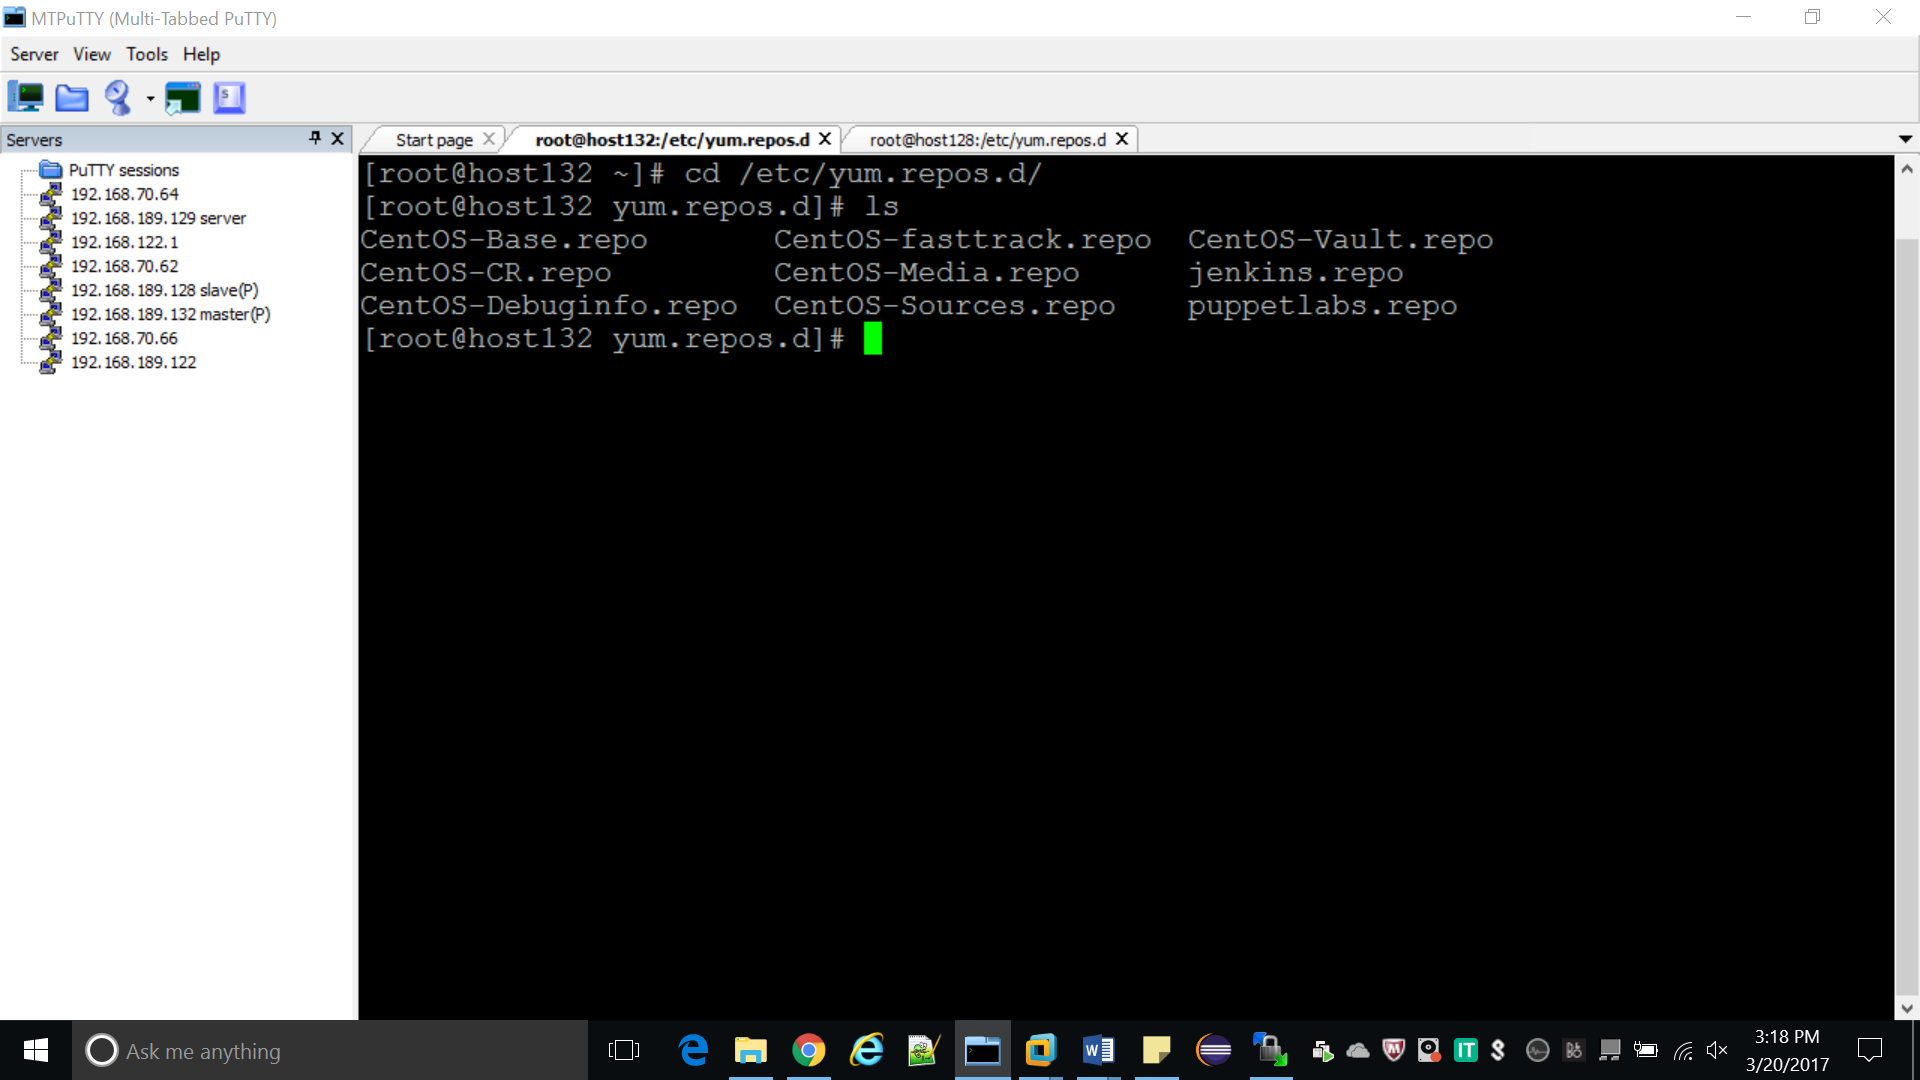 MTPuTTY (Multi-Tabbed PuTTY)
Server View Tools Help
Servers
Start page root@host132:/etc/yum.repos.d root@host128:/etc/yum.repos.d
PuTTY sessions
192.168.70.64
192.168.189.129 server
192.168.122.1
192.168.70.62
192.168.189.128 slave(P)
192.168.189.132 master(P)
192.168.70.66
192.168.189.122
[root@host132 ~]# cd /etc/yum.repos.d/
[root@host132 yum.repos.d]# ls
CentOS-Base.repo CentOS-fasttrack.repo CentOS-Vault.repo
CentOS-CR.repo CentOS-Media.repo jenkins.repo
CentOS-Debuginfo.repo CentOS-Sources.repo puppetlabs.repo
[root@host132 yum.repos.d]#
Ask me anything
IT
3:18 PM
3/20/2017